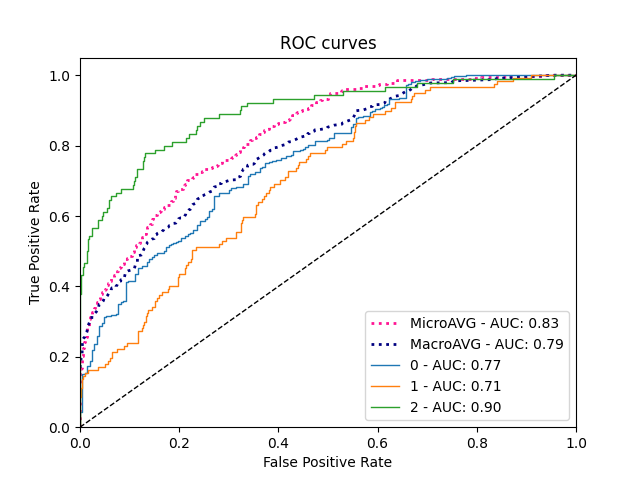 ROC curves
True Positive Rate
1.0
0.8
0.6
0.4
0.2
0.0
0.0
0.2
0.4
0.6
0.8
1.0
False Positive Rate
MicroAVG - AUC: 0.83
MacroAVG - AUC: 0.79
0 - AUC: 0.77
1 - AUC: 0.71
2 - AUC: 0.90